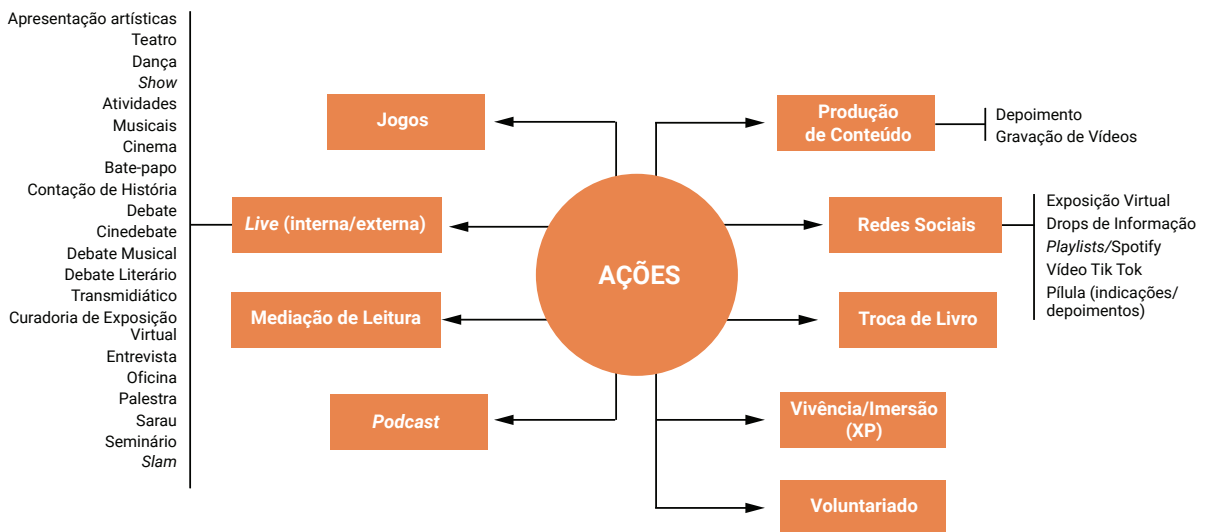 Apresentação artísticas
Teatro
Dança
Show
Atividades
Musicais
Cinema
Bate-papo
Contação de História
Debate
Cinedebate
Debate Musical
Debate Literário
Transmidiático
Curadoria de Exposição
Virtual
Entrevista
Oficina
Palestra
Sarau
Seminário
Slam
Jogos
Live (interna/externa)
Mediação de Leitura
Podcast
AÇÕES
Produção
de Conteúdo
Depoimento
Gravação de Vídeos
Redes Sociais
Exposição Virtual
Drops de Informação
Playlists/Spotify
Vídeo Tik Tok
Pílula (indicações/
depoimentos)
Troca de Livro
Vivência/Imersão
(XP)
Voluntariado